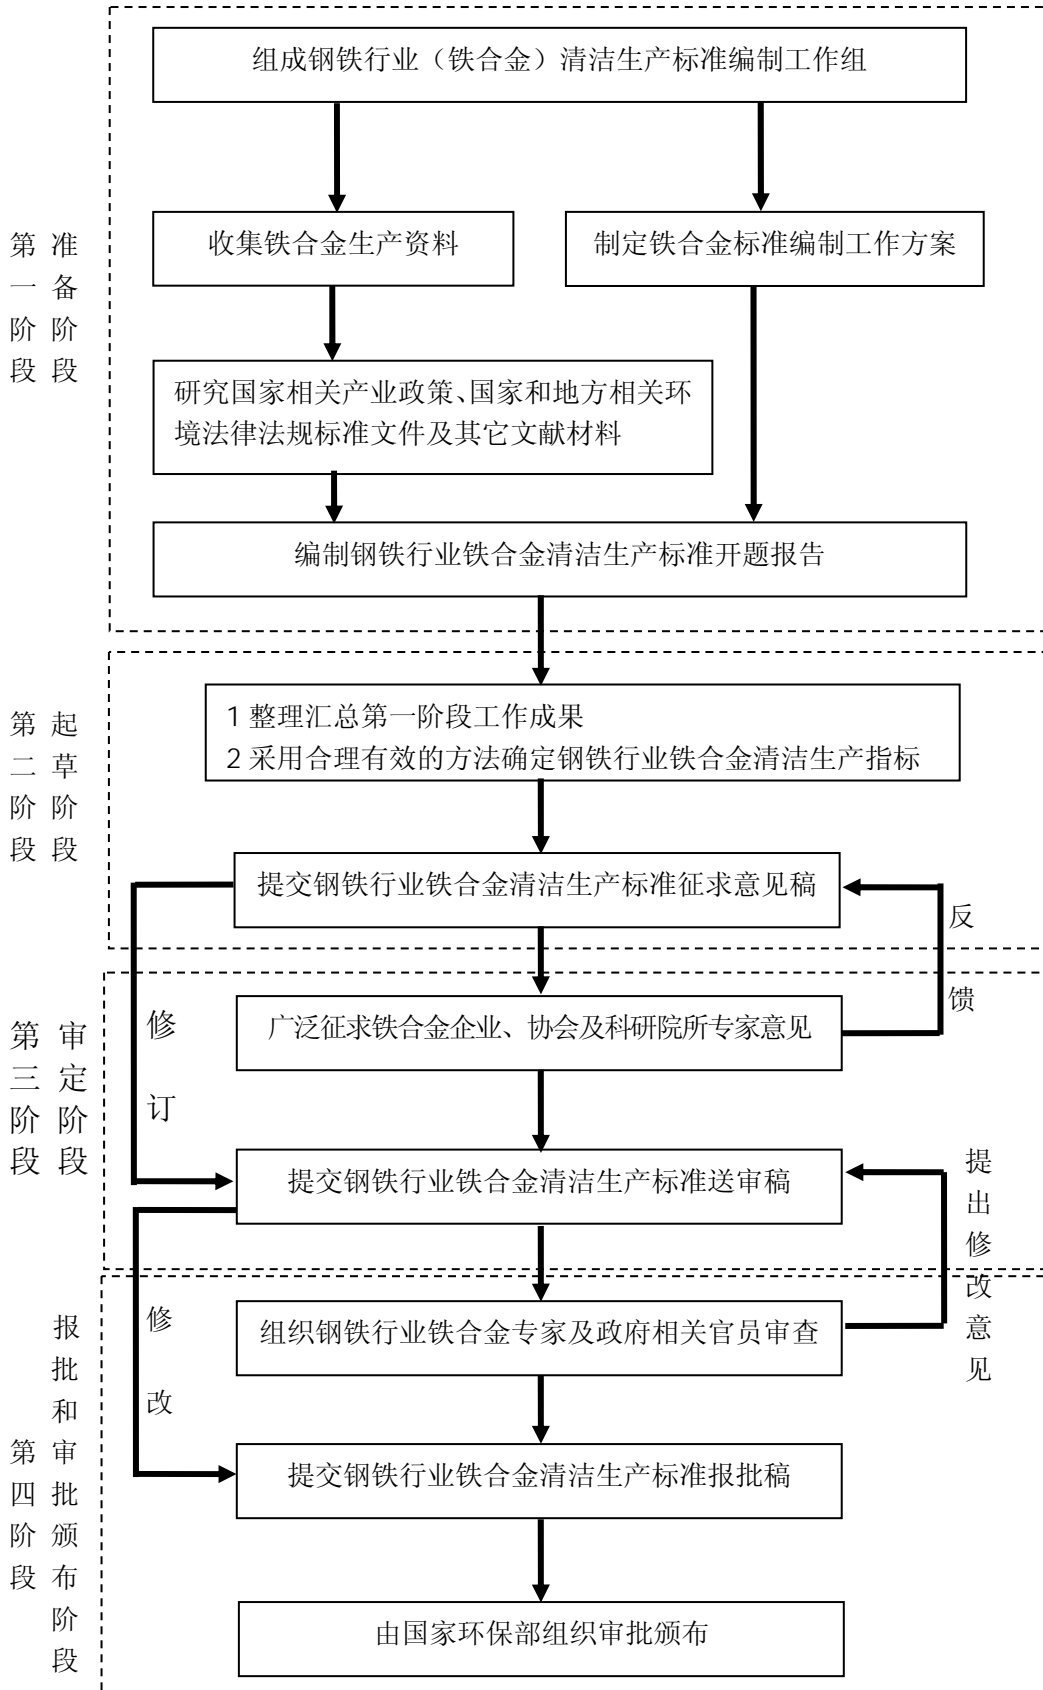 组成钢铁行业（铁合金）清洁生产标准编制工作组
第一阶段
准备阶段
收集铁合金生产资料
制定铁合金标准编制工作方案
研究国家相关产业政策、国家和地方相关环
境法律法规标准文件及其它文献材料
编制钢铁行业铁合金清洁生产标准开题报告
第二阶段
起草阶段
1 整理汇总第一阶段工作成果
2 采用合理有效的方法确定钢铁行业铁合金清洁生产指标
提交钢铁行业铁合金清洁生产标准征求意见稿
反馈
第三阶段
审定阶段
修订
广泛征求铁合金企业、协会及科研院所专家意见
提交钢铁行业铁合金清洁生产标准送审稿
提出修改意见
第四阶段
报批和审批颁布阶段
修改
组织钢铁行业铁合金专家及政府相关官员审查
提交钢铁行业铁合金清洁生产标准报批稿
由国家环保部组织审批颁布